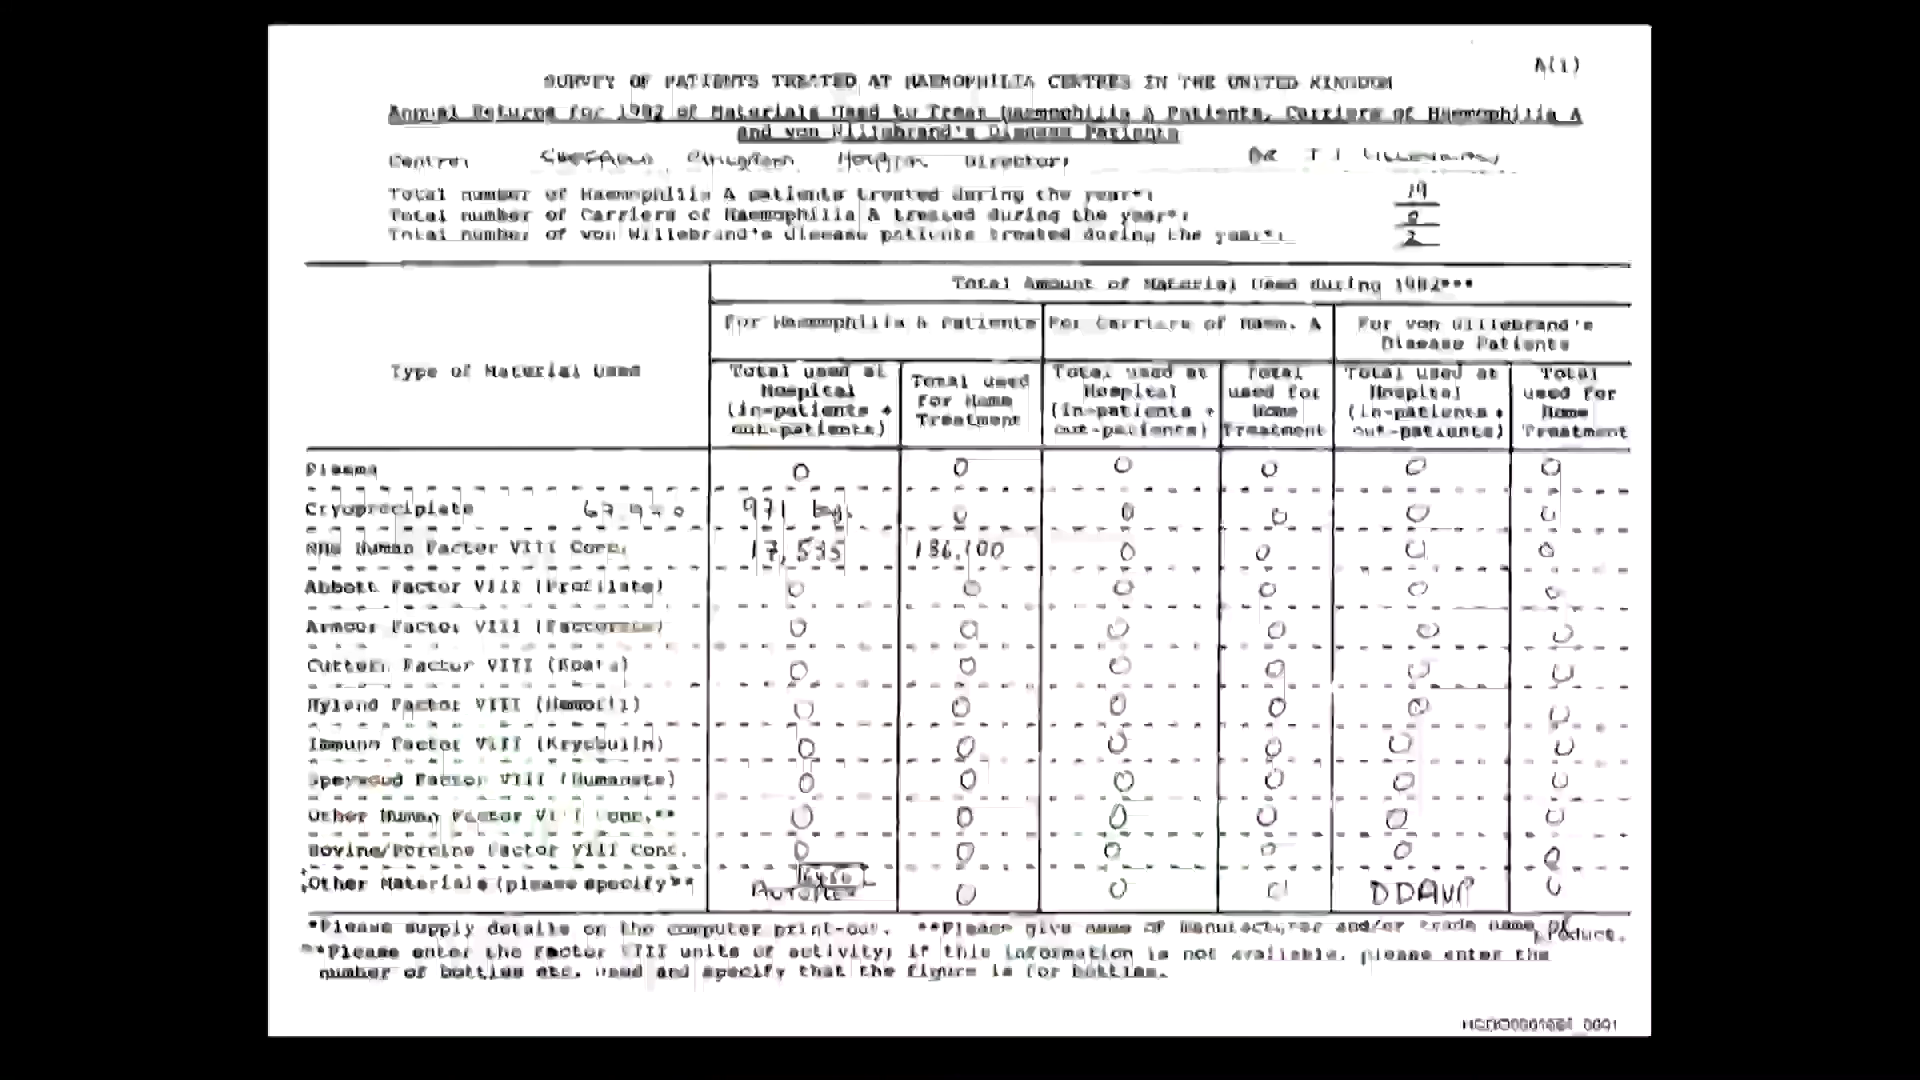 A(1)
SURVEY OF PATIENTS TREATED AT HAEMOPHILIA CENTRES IN THE UNITED KINGDOM
Annual Returns for 1982 of Materials Used to Treat Haemophilia A Patients, Carriers of Haemophilia A
and von Willebrand's Disease Patients
Centre: SHEFFIELD CHILDREN'S HOSPITAL Director: DR
Total number of Haemophilia A patients treated during the year*: 19
Total number of Carriers of Haemophilia A treated during the year*: 0
Total number of von Willebrand's disease patients treated during the year*: 2
Total Amount of Material Used during 1982***
For Haemophilia A Patients For Carriers of Haem. A For von Willebrand's
Disease Patients
Type of Material Used
Total used at Hospital (in-patients + out-patients)
Total used for Home Treatment
Total used at Hospital (in-patients + out-patients)
Total used for Home Treatment
Total used at Hospital (in-patients + out-patients)
Total used for Home Treatment
Plasma 0 0 0 0 0 0
Cryoprecipitate 971 0 0 0 0 0
NHS Human Factor VIII Conc. 17,535 136,100 0 0 0 0
Abbott Factor VIII (Profilate) 0 0 0 0 0 0
Armour Factor VIII (Factorate) 0 0 0 0 0 0
Cutter Factor VIII (Koate) 0 0 0 0 0 0
Hyland Factor VIII (Hemofil) 0 0 0 0 0 0
Immuno Factor VIII (Kryobulin) 0 0 0 0 0 0
Speywood Factor VIII (Humanate) 0 0 0 0 0 0
Other Human Factor VIII Conc.** 0 0 0 0 0 0
Bovine/Porcine Factor VIII Conc. 0 0 0 0 0 0
Other Materials (please specify** AUTOPLEX 0 0 0 DDAVP 0
*Please supply details on the computer print-out. **Please give name of manufacturer and/or trade name of product.
**Please enter the Factor VIII units of activity; if this information is not available, please enter the
number of bottles etc. used and specify that the figure is for bottles.